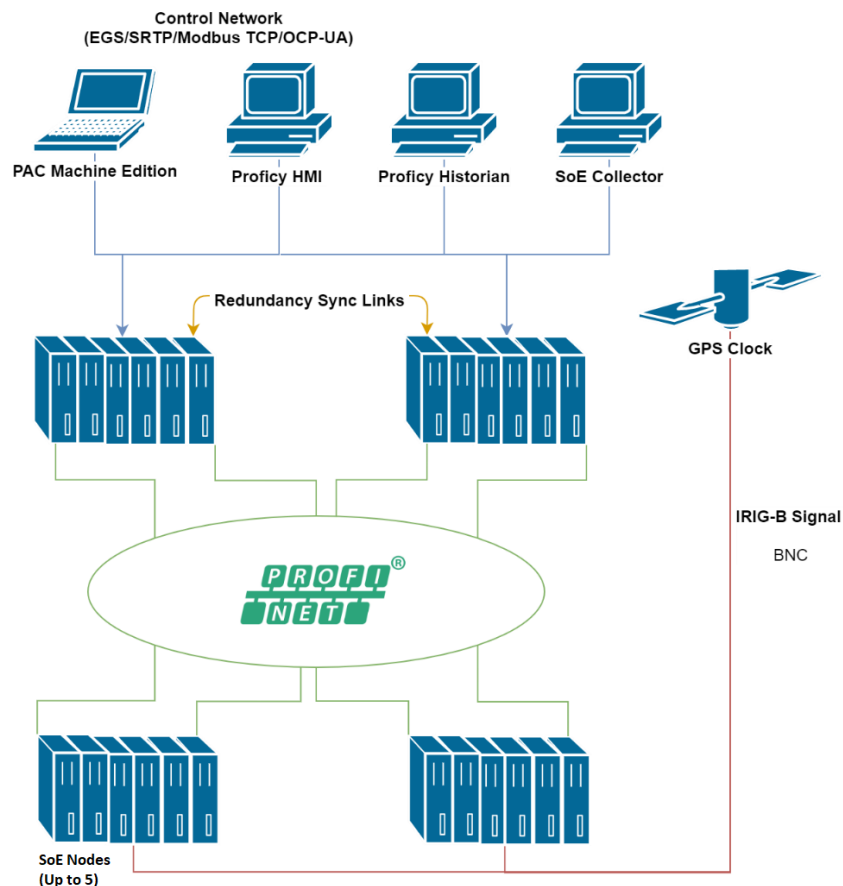 Control Network
(EGS/SRTP/Modbus TCP/OCP-UA)
PAC Machine Edition
Proficy HMI
Proficy Historian
SoE Collector
Redundancy Sync Links
GPS Clock
IRIG-B Signal
BNC
PROFI®
NET
SoE Nodes
(Up to 5)